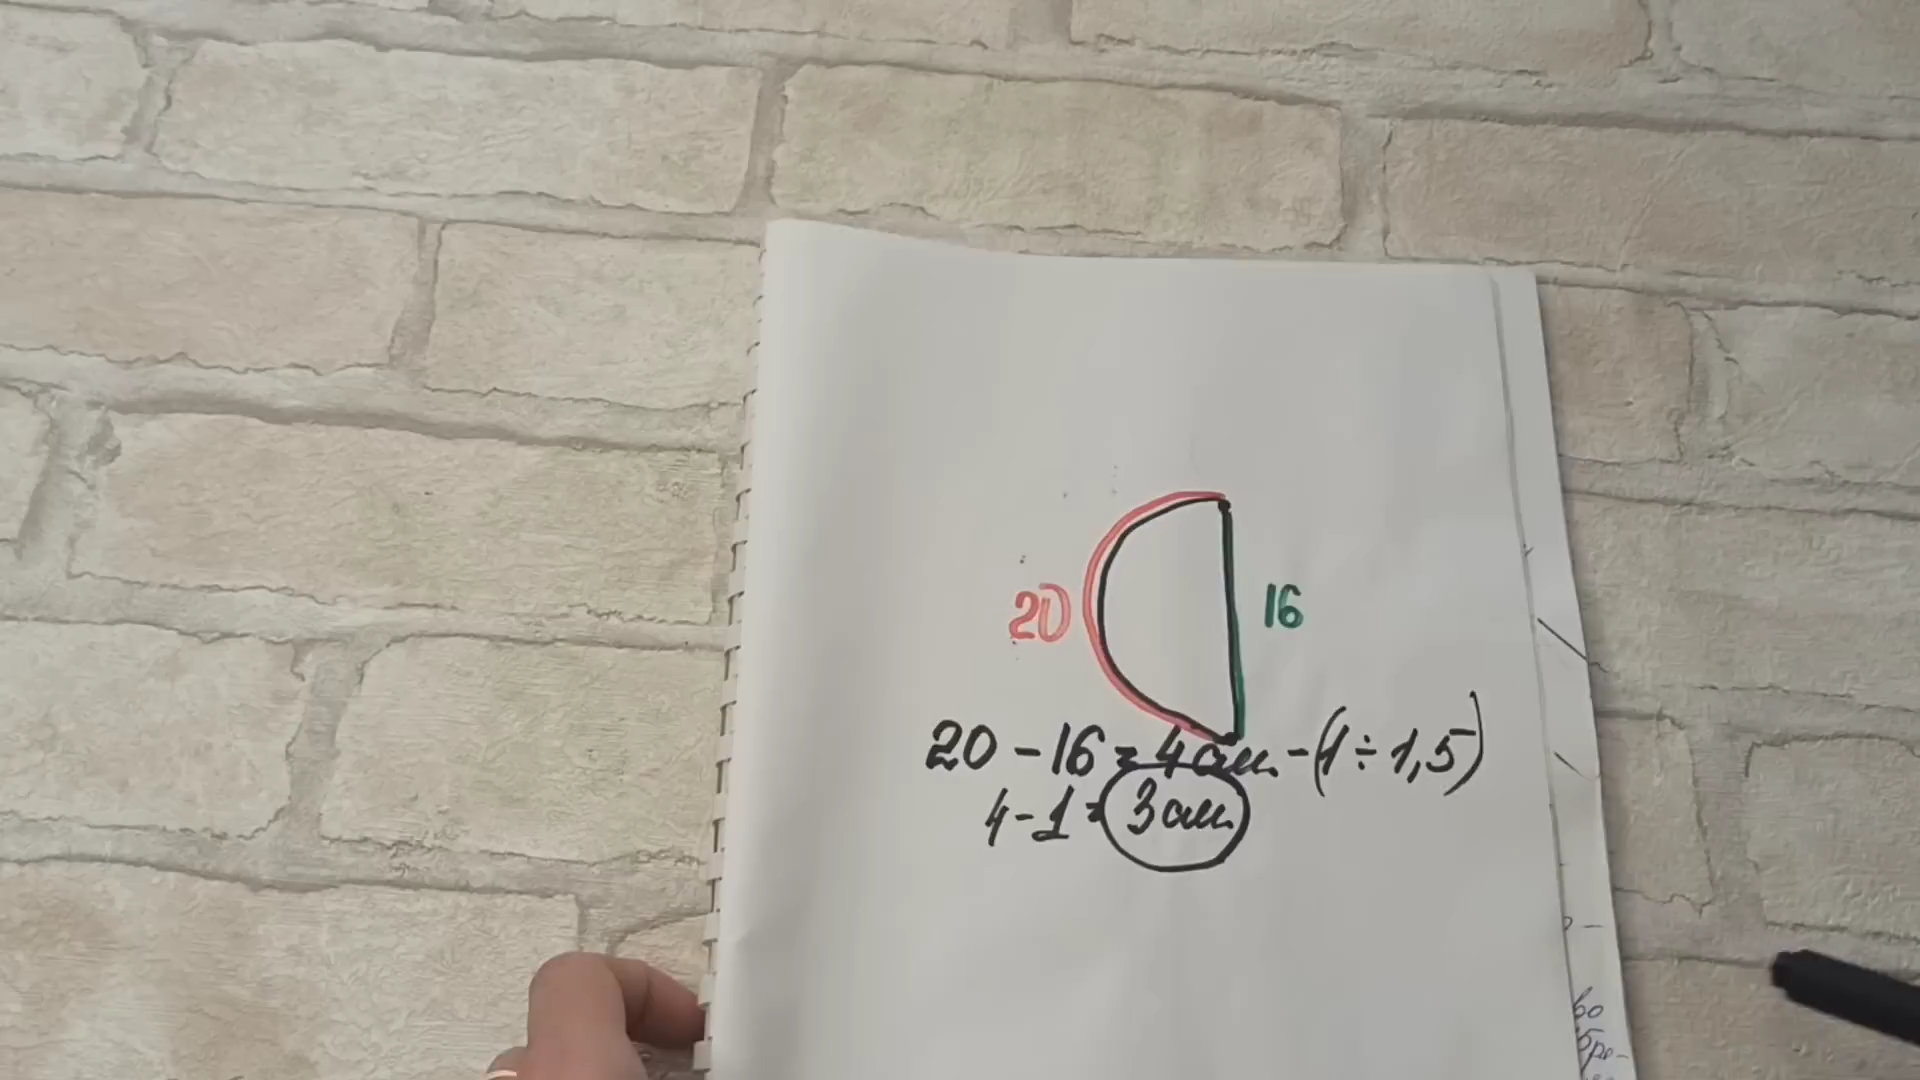 20
16
20 - 16 = 4 см - (1 ÷ 1,5)
4 - 1 = 3 см